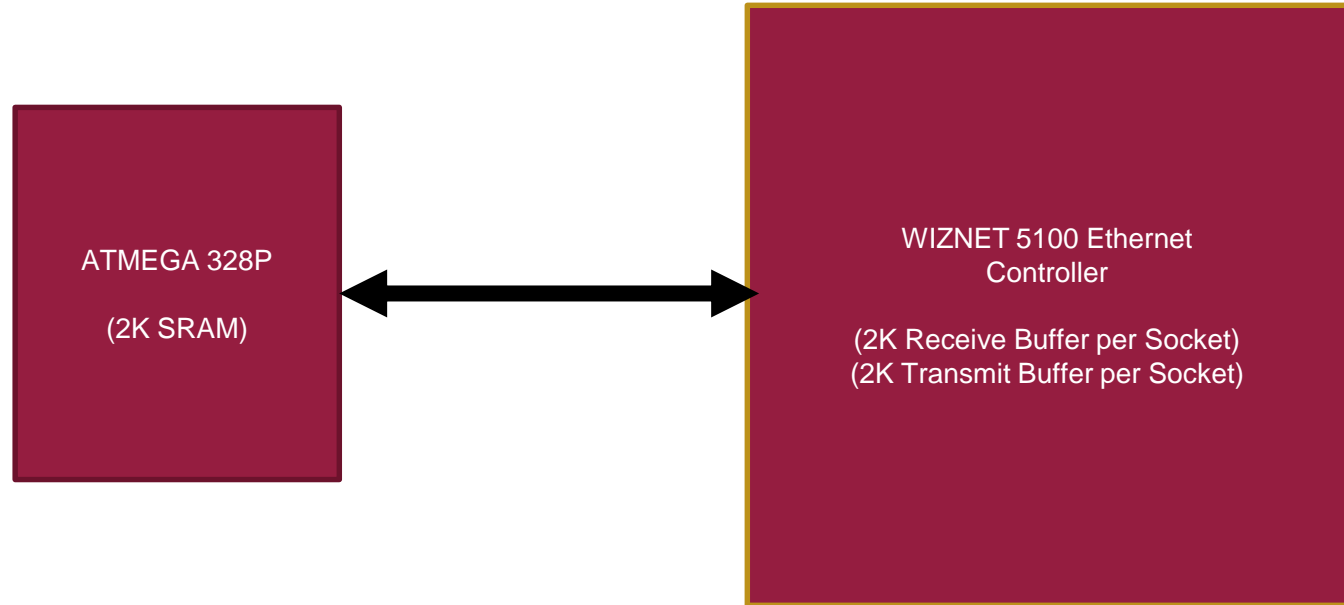 ATMEGA 328P
(2K SRAM)
WIZNET 5100 Ethernet
Controller
(2K Receive Buffer per Socket)
(2K Transmit Buffer per Socket)